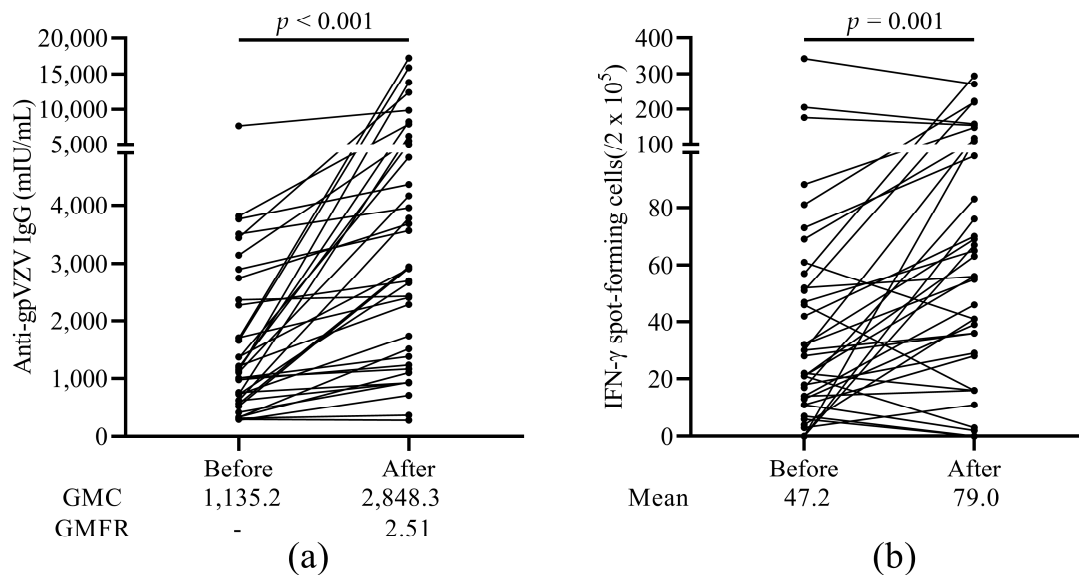 p < 0.001
20,000
15,000
10,000
5,000
4,000
3,000
2,000
1,000
0
Anti-gpVZV IgG (mIU/mL)
Before After
GMC 1,135.2 2,848.3
GMFR - 2.51
(a)
p = 0.001
400
300
200
100
80
60
40
20
0
IFN-γ spot-forming cells(/2 x 10⁵)
Before After
Mean 47.2 79.0
(b)